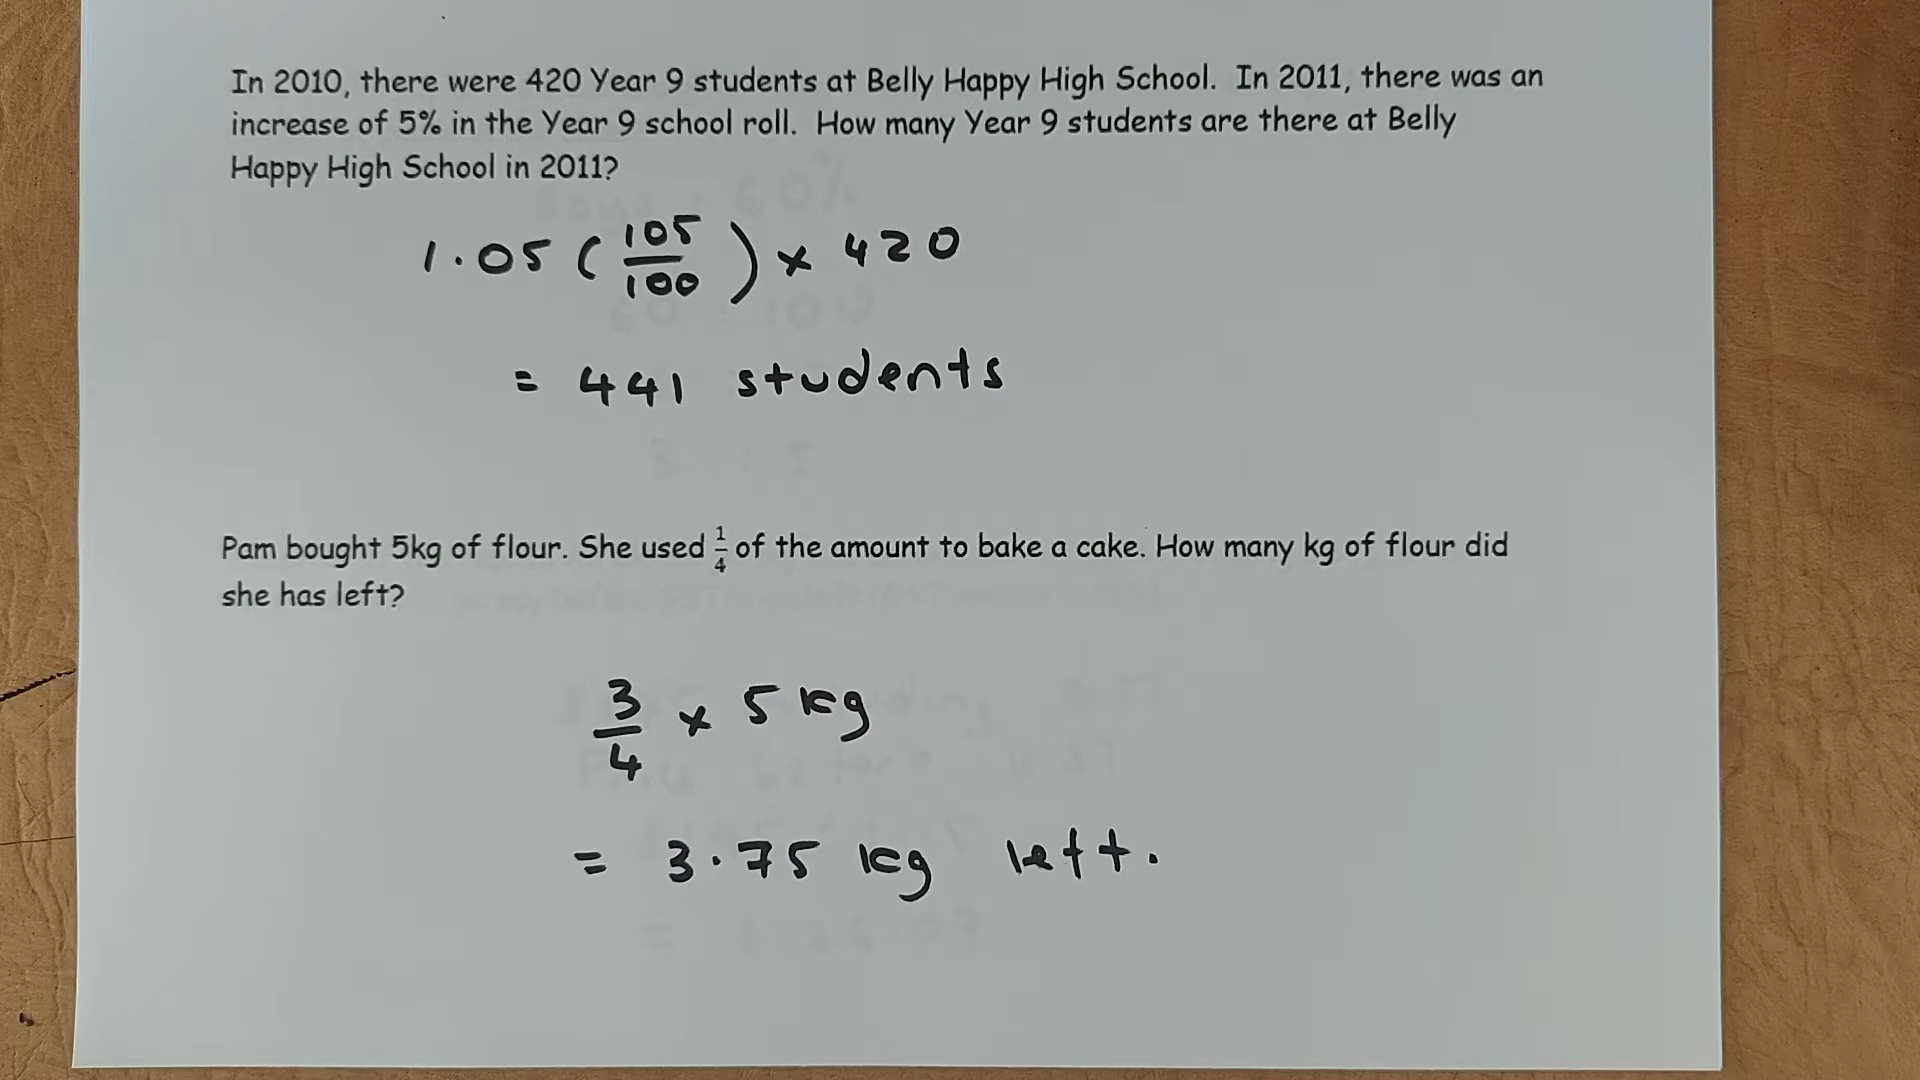 In 2010, there were 420 Year 9 students at Belly Happy High School. In 2011, there was an
increase of 5% in the Year 9 school roll. How many Year 9 students are there at Belly
Happy High School in 2011?
1.05 (105/100) × 420
= 441 students
Pam bought 5kg of flour. She used 1/4 of the amount to bake a cake. How many kg of flour did
she has left?
3/4 × 5 kg
= 3.75 kg left.